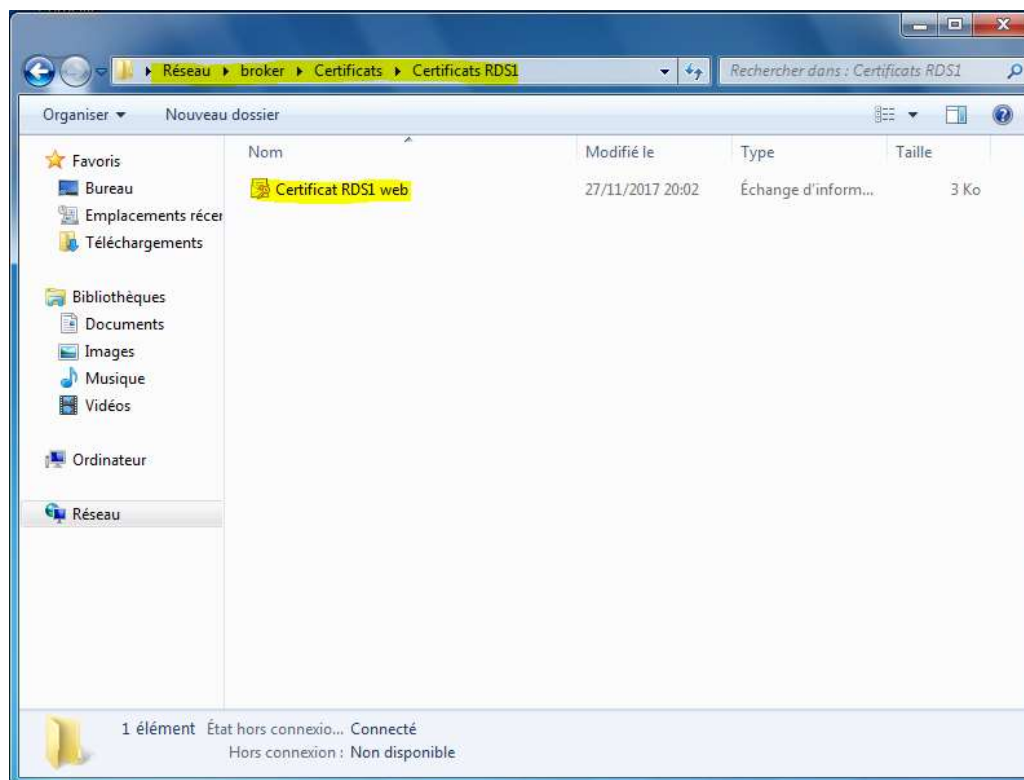 Réseau broker Certificats Certificats RDS1 Rechercher dans : Certificats RDS1
Organiser Nouveau dossier
Nom Modifié le Type Taille
Favoris
Certificat RDS1 web 27/11/2017 20:02 Échange d'inform... 3 Ko
Bureau
Emplacements récer
Téléchargements
Bibliothèques
Documents
Images
Musique
Vidéos
Ordinateur
Réseau
1 élément État hors connexio... Connecté
Hors connexion : Non disponible